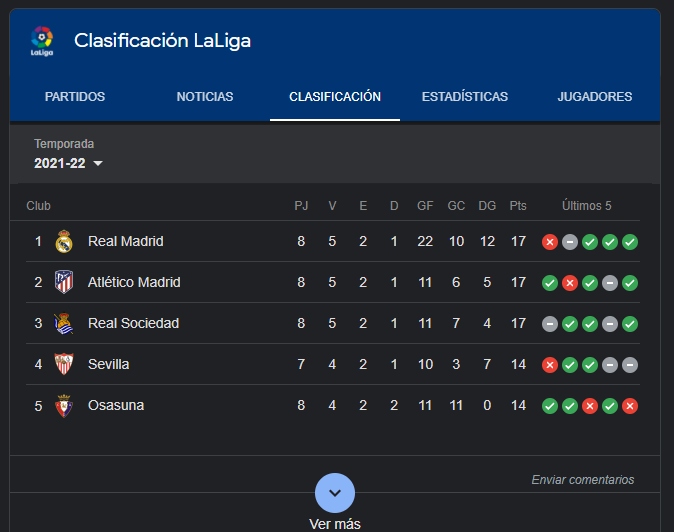 LaLiga
Clasificación LaLiga
PARTIDOS NOTICIAS CLASIFICACIÓN ESTADÍSTICAS JUGADORES
Temporada
2021-22
Club PJ V E D GF GC DG Pts Últimos 5
1 Real Madrid 8 5 2 1 22 10 12 17
2 Atlético Madrid 8 5 2 1 11 6 5 17
3 Real Sociedad 8 5 2 1 11 7 4 17
4 Sevilla 7 4 2 1 10 3 7 14
5 Osasuna 8 4 2 2 11 11 0 14
Enviar comentarios
Ver más